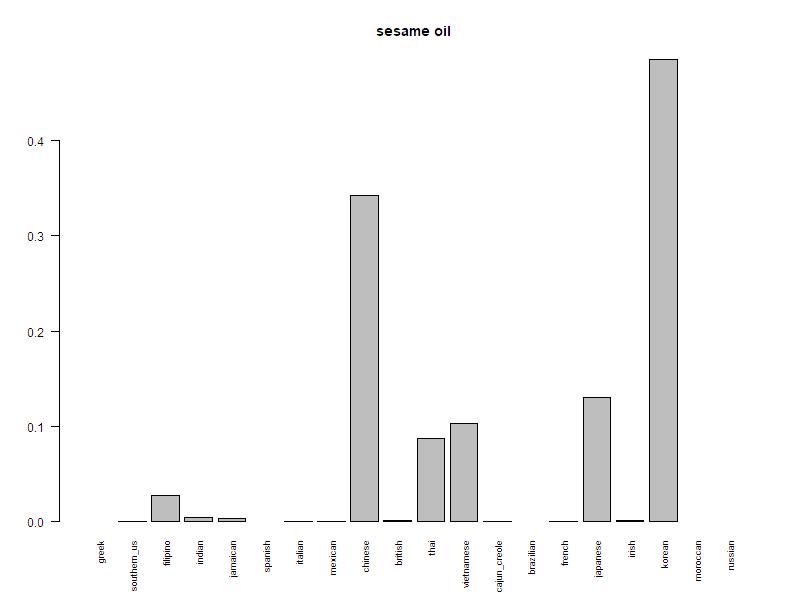 sesame oil
0.4
0.3
0.2
0.1
0.0
greek
southern_us
filipino
indian
jamaican
spanish
italian
mexican
chinese
british
thai
vietnamese
cajun_creole
brazilian
french
japanese
irish
korean
moroccan
russian